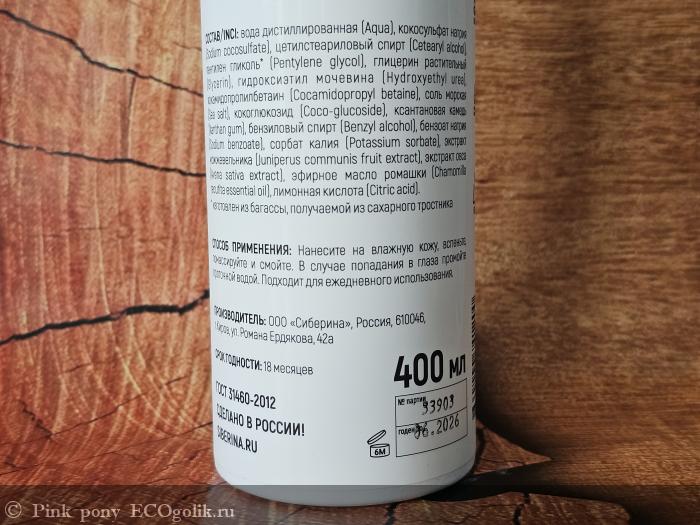 СОСТАВ/INCI: вода дистиллированная (Aqua), кокосульфат натрия
(Sodium cocosulfate), цетилстеариловый спирт (Cetearyl alcohol),
пентилен гликоль* (Pentylene glycol), глицерин растительный
(Glycerin), гидроксиэтил мочевина (Hydroxyethyl urea),
кокамидопропилбетаин (Cocamidopropyl betaine), соль морская
(Sea salt), кокоглюкозид (Coco-glucoside), ксантановая камедь
(Xanthan gum), бензиловый спирт (Benzyl alcohol), бензоат натрия
(Sodium benzoate), сорбат калия (Potassium sorbate), экстракт
можжевельника (Juniperus communis fruit extract), экстракт овса
(Avena sativa extract), эфирное масло ромашки (Chamomilla
recutita essential oil), лимонная кислота (Citric acid).
*изготовлен из багассы, получаемой из сахарного тростника
СПОСОБ ПРИМЕНЕНИЯ: Нанесите на влажную кожу, вспеньте,
помассируйте и смойте. В случае попадания в глаза промойте
проточной водой. Подходит для ежедневного использования.
ПРОИЗВОДИТЕЛЬ: ООО «Сиберина», Россия, 610046,
г. Киров, ул. Романа Ердякова, 42а
СРОК ГОДНОСТИ: 18 месяцев
400 мл
ГОСТ 31460-2012
СДЕЛАНО В РОССИИ!
SIBERINA.RU
6М
№ партии
93903
годен до
06.2026
© Pink pony ECOgolik.ru